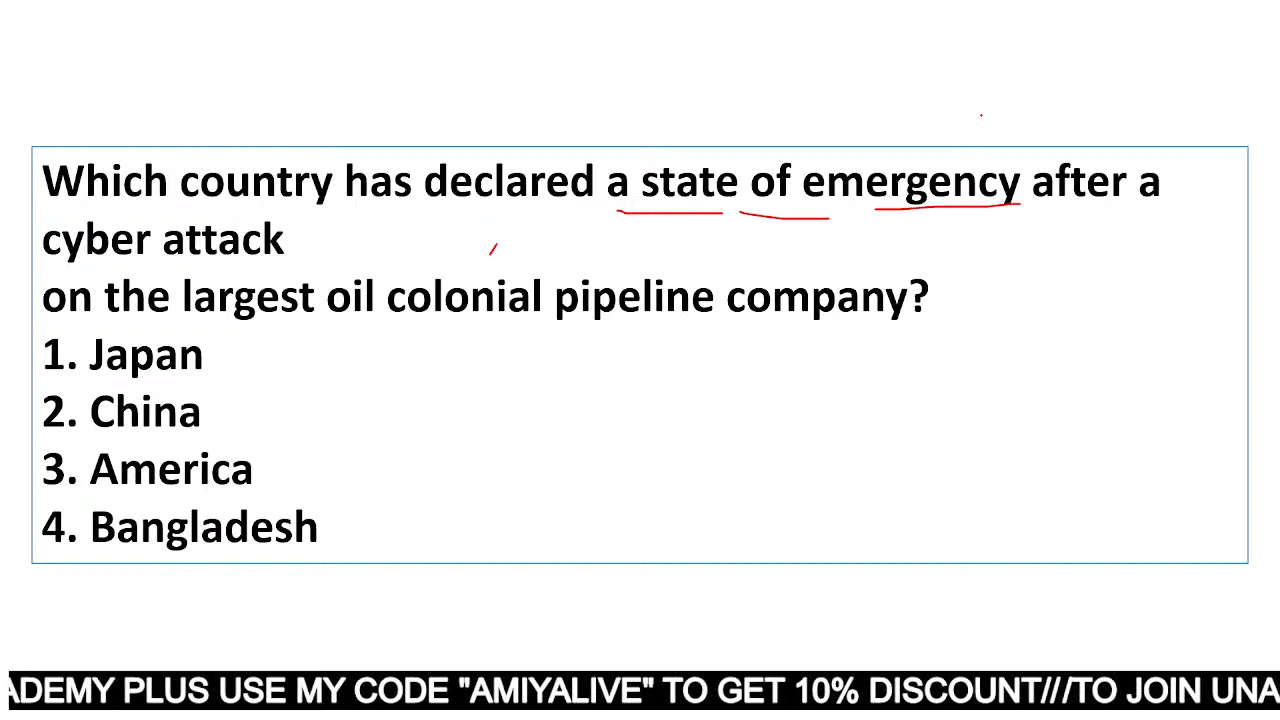 Which country has declared a state of emergency after a
cyber attack
on the largest oil colonial pipeline company?
1. Japan
2. China
3. America
4. Bangladesh
ADEMY PLUS USE MY CODE "AMIYALIVE" TO GET 10% DISCOUNT///TO JOIN UNA